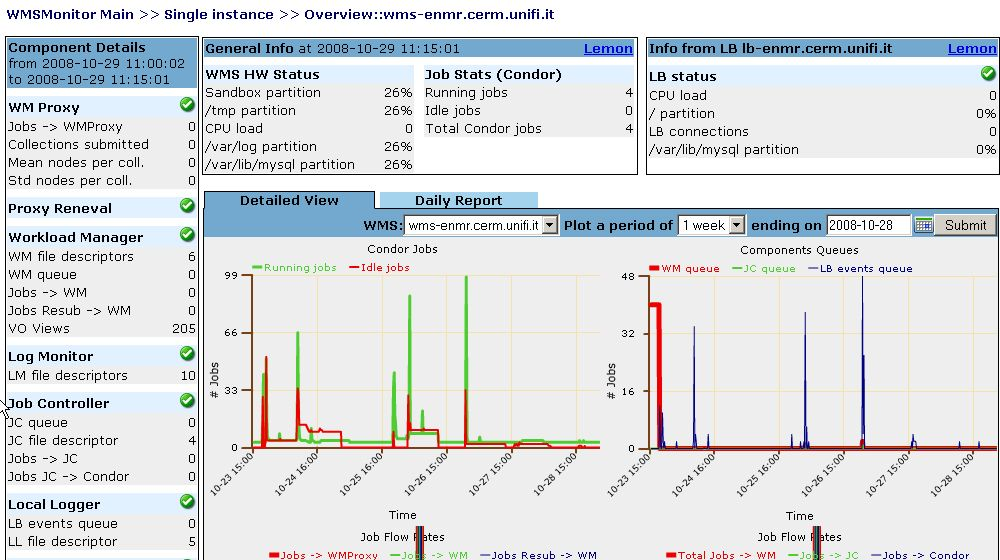 WMSMonitor Main >> Single instance >> Overview::wms-enmr.cerm.unifi.it
Component Details
from 2008-10-29 11:00:02
to 2008-10-29 11:15:01
WM Proxy
Jobs -> WMProxy 0
Collections submitted 0
Mean nodes per coll. 0
Std nodes per coll. 0
Proxy Reneval
Workload Manager
WM file descriptors 6
WM queue 0
Jobs -> WM 0
Jobs Resub -> WM 0
VO Views 205
Log Monitor
LM file descriptors 10
Job Controller
JC queue 0
JC file descriptor 4
Jobs -> JC 0
Jobs JC -> Condor 0
Local Logger
LB events queue 0
LL file descriptor 5
General Info at 2008-10-29 11:15:01 Lemon
WMS HW Status
Sandbox partition 26%
/tmp partition 26%
CPU load 0
/var/log partition 26%
/var/lib/mysql partition 26%
Job Stats (Condor)
Running jobs 4
Idle jobs 0
Total Condor jobs 4
Info from LB lb-enmr.cerm.unifi.it Lemon
LB status
CPU load 0
/ partition 0%
LB connections 0
/var/lib/mysql partition 0%
Detailed View Daily Report
WMS: wms-enmr.cerm.unifi.it Plot a period of 1 week ending on 2008-10-28 Submit
Condor Jobs
Running jobs Idle jobs
99
66
33
0
# Jobs
10-23 15:00 10-24 16:00 10-25 16:00 10-26 15:00 10-27 15:00 10-28 15:00
Time
Components Queues
WM queue JC queue LB events queue
48
32
16
0
# Jobs
10-23 15:00 10-24 16:00 10-25 16:00 10-26 15:00 10-27 15:00 10-28 15:00
Time
Job Flow Rates
Jobs -> WMProxy Jobs -> WM Jobs Resub -> WM
Job Flow Rates
Total Jobs -> WM Jobs -> JC Jobs -> Condor